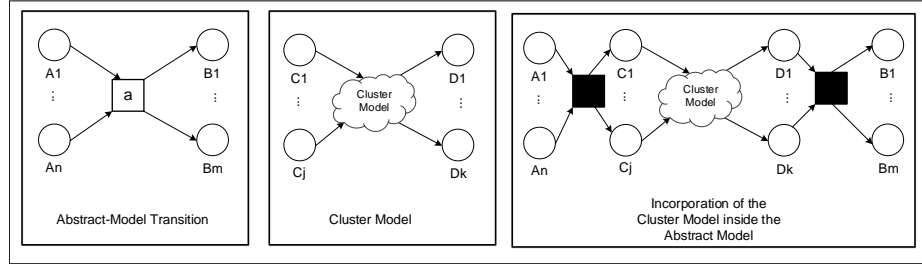 A1
⋮
An
a
B1
⋮
Bm
Abstract-Model Transition
C1
⋮
Cj
Cluster
Model
D1
⋮
Dk
Cluster Model
A1
⋮
An
C1
⋮
Cj
Cluster
Model
D1
⋮
Dk
B1
⋮
Bm
Incorporation of the
Cluster Model inside the
Abstract Model